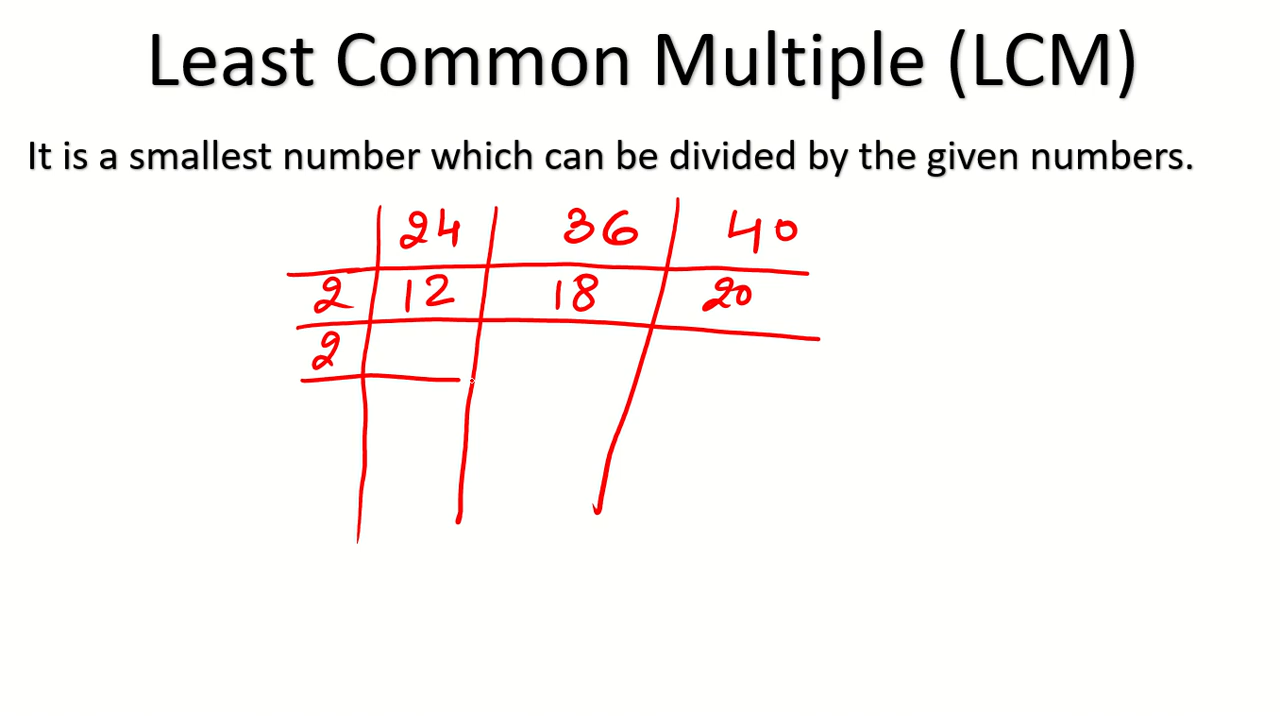 Least Common Multiple (LCM)
It is a smallest number which can be divided by the given numbers.
24 36 40
2 12 18 20
2